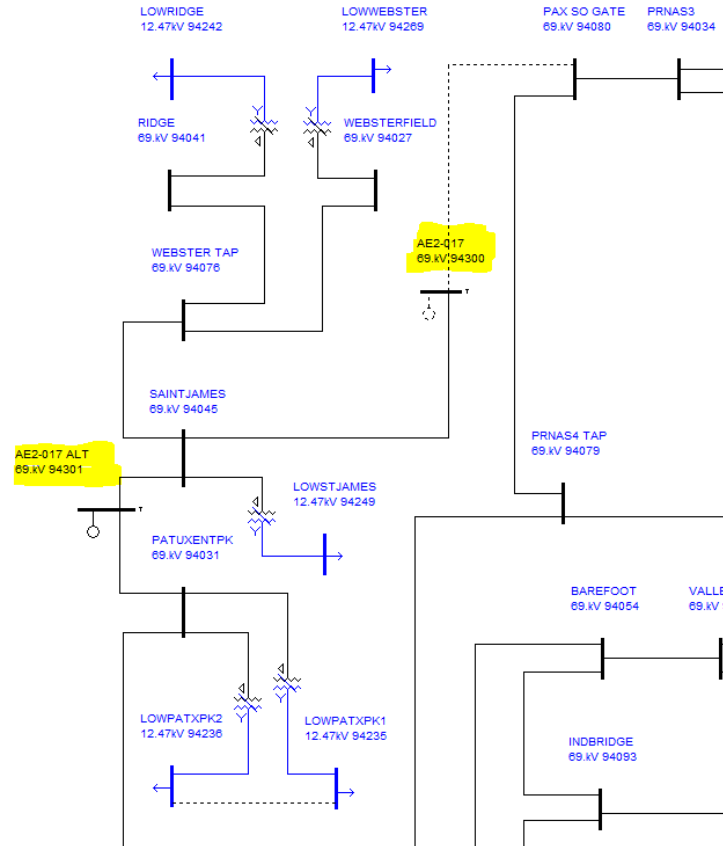 LOWRIDGE
12.47kV 94242
LOWWEBSTER
12.47kV 94269
PAX SO GATE
69.kV 94080
PRNAS3
69.kV 94034
Y
Y
RIDGE
69.kV 94041
WEBSTERFIELD
69.kV 94027
WEBSTER TAP
69.kV 94076
AE2-017
69.kV 94300
T
SAINTJAMES
69.kV 94045
PRNAS4 TAP
69.kV 94079
AE2-017 ALT
69.kV 94301
T
LOWSTJAMES
12.47kV 94249
Y
PATUXENTPK
69.kV 94031
BAREFOOT
69.kV 94054
VALLE
69.kV
Y
Y
LOWPATXPK2
12.47kV 94236
LOWPATXPK1
12.47kV 94235
INDBRIDGE
69.kV 94093